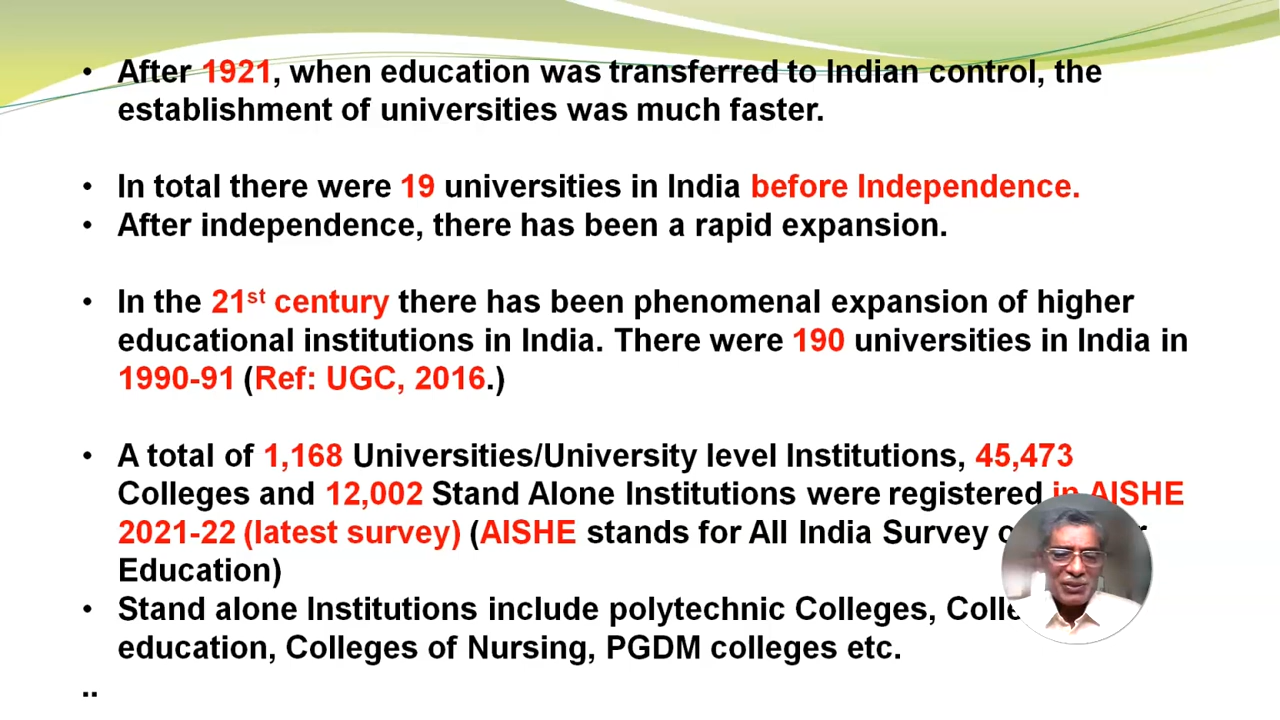 • After 1921, when education was transferred to Indian control, the
establishment of universities was much faster.
• In total there were 19 universities in India before Independence.
• After independence, there has been a rapid expansion.
• In the 21st century there has been phenomenal expansion of higher
educational institutions in India. There were 190 universities in India in
1990-91 (Ref: UGC, 2016.)
• A total of 1,168 Universities/University level Institutions, 45,473
Colleges and 12,002 Stand Alone Institutions were registered in AISHE
2021-22 (latest survey) (AISHE stands for All India Survey
Education)
• Stand alone Institutions include polytechnic Colleges,
education, Colleges of Nursing, PGDM colleges etc.
..